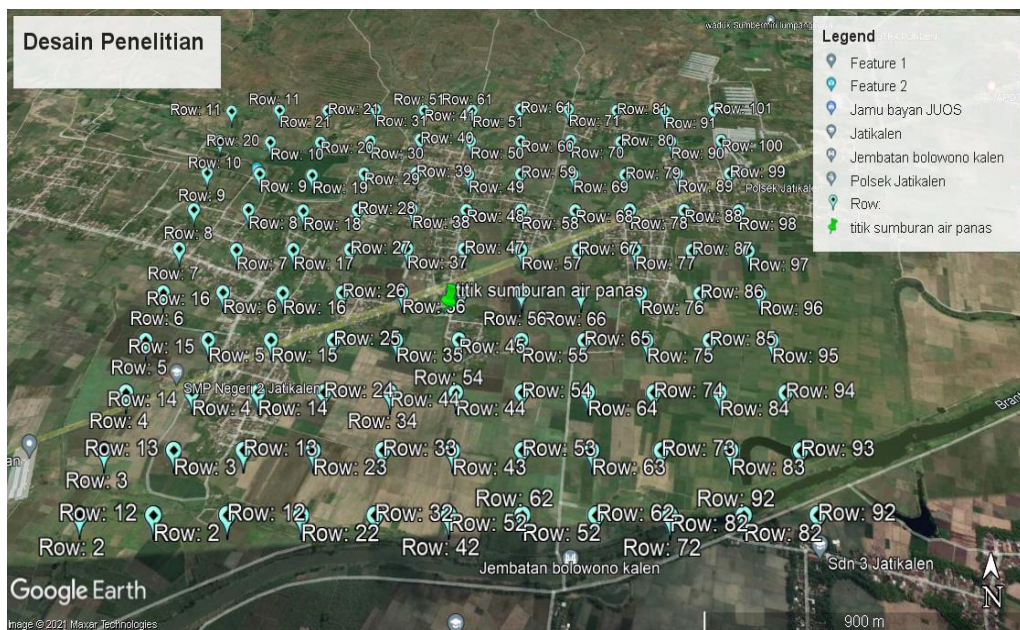 Desain Penelitian
waduk Sumbermiri lumpang
Legend
Feature 1
Feature 2
Jamu bayan JUOS
Jatikalen
Jembatan bolowono kalen
Polsek Jatikalen
Row:
titik sumburan air panas
Row: 11 Row: 11 Row: 21 Row: 21 Row: 31 Row: 51 Row: 41 Row: 61 Row: 51 Row: 61 Row: 71 Row: 81 Row: 91 Row: 101
Row: 20 Row: 10 Row: 10 Row: 20 Row: 30 Row: 40 Row: 50 Row: 60 Row: 70 Row: 80 Row: 90 Row: 100
Row: 9 Row: 9 Row: 19 Row: 29 Row: 39 Row: 49 Row: 59 Row: 69 Row: 79 Row: 89 Row: 99
Polsek Jatikalen
Row: 8 Row: 8 Row: 18 Row: 28 Row: 38 Row: 48 Row: 58 Row: 68 Row: 78 Row: 88 Row: 98
Row: 7 Row: 7 Row: 17 Row: 27 Row: 37 Row: 47 Row: 57 Row: 67 Row: 77 Row: 87 Row: 97
Row: 16 Row: 6 Row: 6 Row: 16 Row: 26 Row: 36 titik sumburan air panas Row: 56 Row: 66 Row: 76 Row: 86 Row: 96
Row: 15 Row: 5 Row: 5 Row: 15 Row: 25 Row: 35 Row: 45 Row: 55 Row: 65 Row: 75 Row: 85 Row: 95
SMP Negeri 2 Jatikalen
Row: 14 Row: 4 Row: 4 Row: 14 Row: 24 Row: 34 Row: 44 Row: 54 Row: 44 Row: 54 Row: 64 Row: 74 Row: 84 Row: 94
Row: 13 Row: 3 Row: 3 Row: 13 Row: 23 Row: 33 Row: 43 Row: 53 Row: 63 Row: 73 Row: 83 Row: 93
Row: 12 Row: 2 Row: 2 Row: 12 Row: 22 Row: 32 Row: 42 Row: 52 Row: 62 Row: 52 Row: 62 Row: 72 Row: 82 Row: 92 Row: 82 Row: 92
Jembatan bolowono kalen
Sdn 3 Jatikalen
Google Earth
Image © 2021 Maxar Technologies
900 m
N